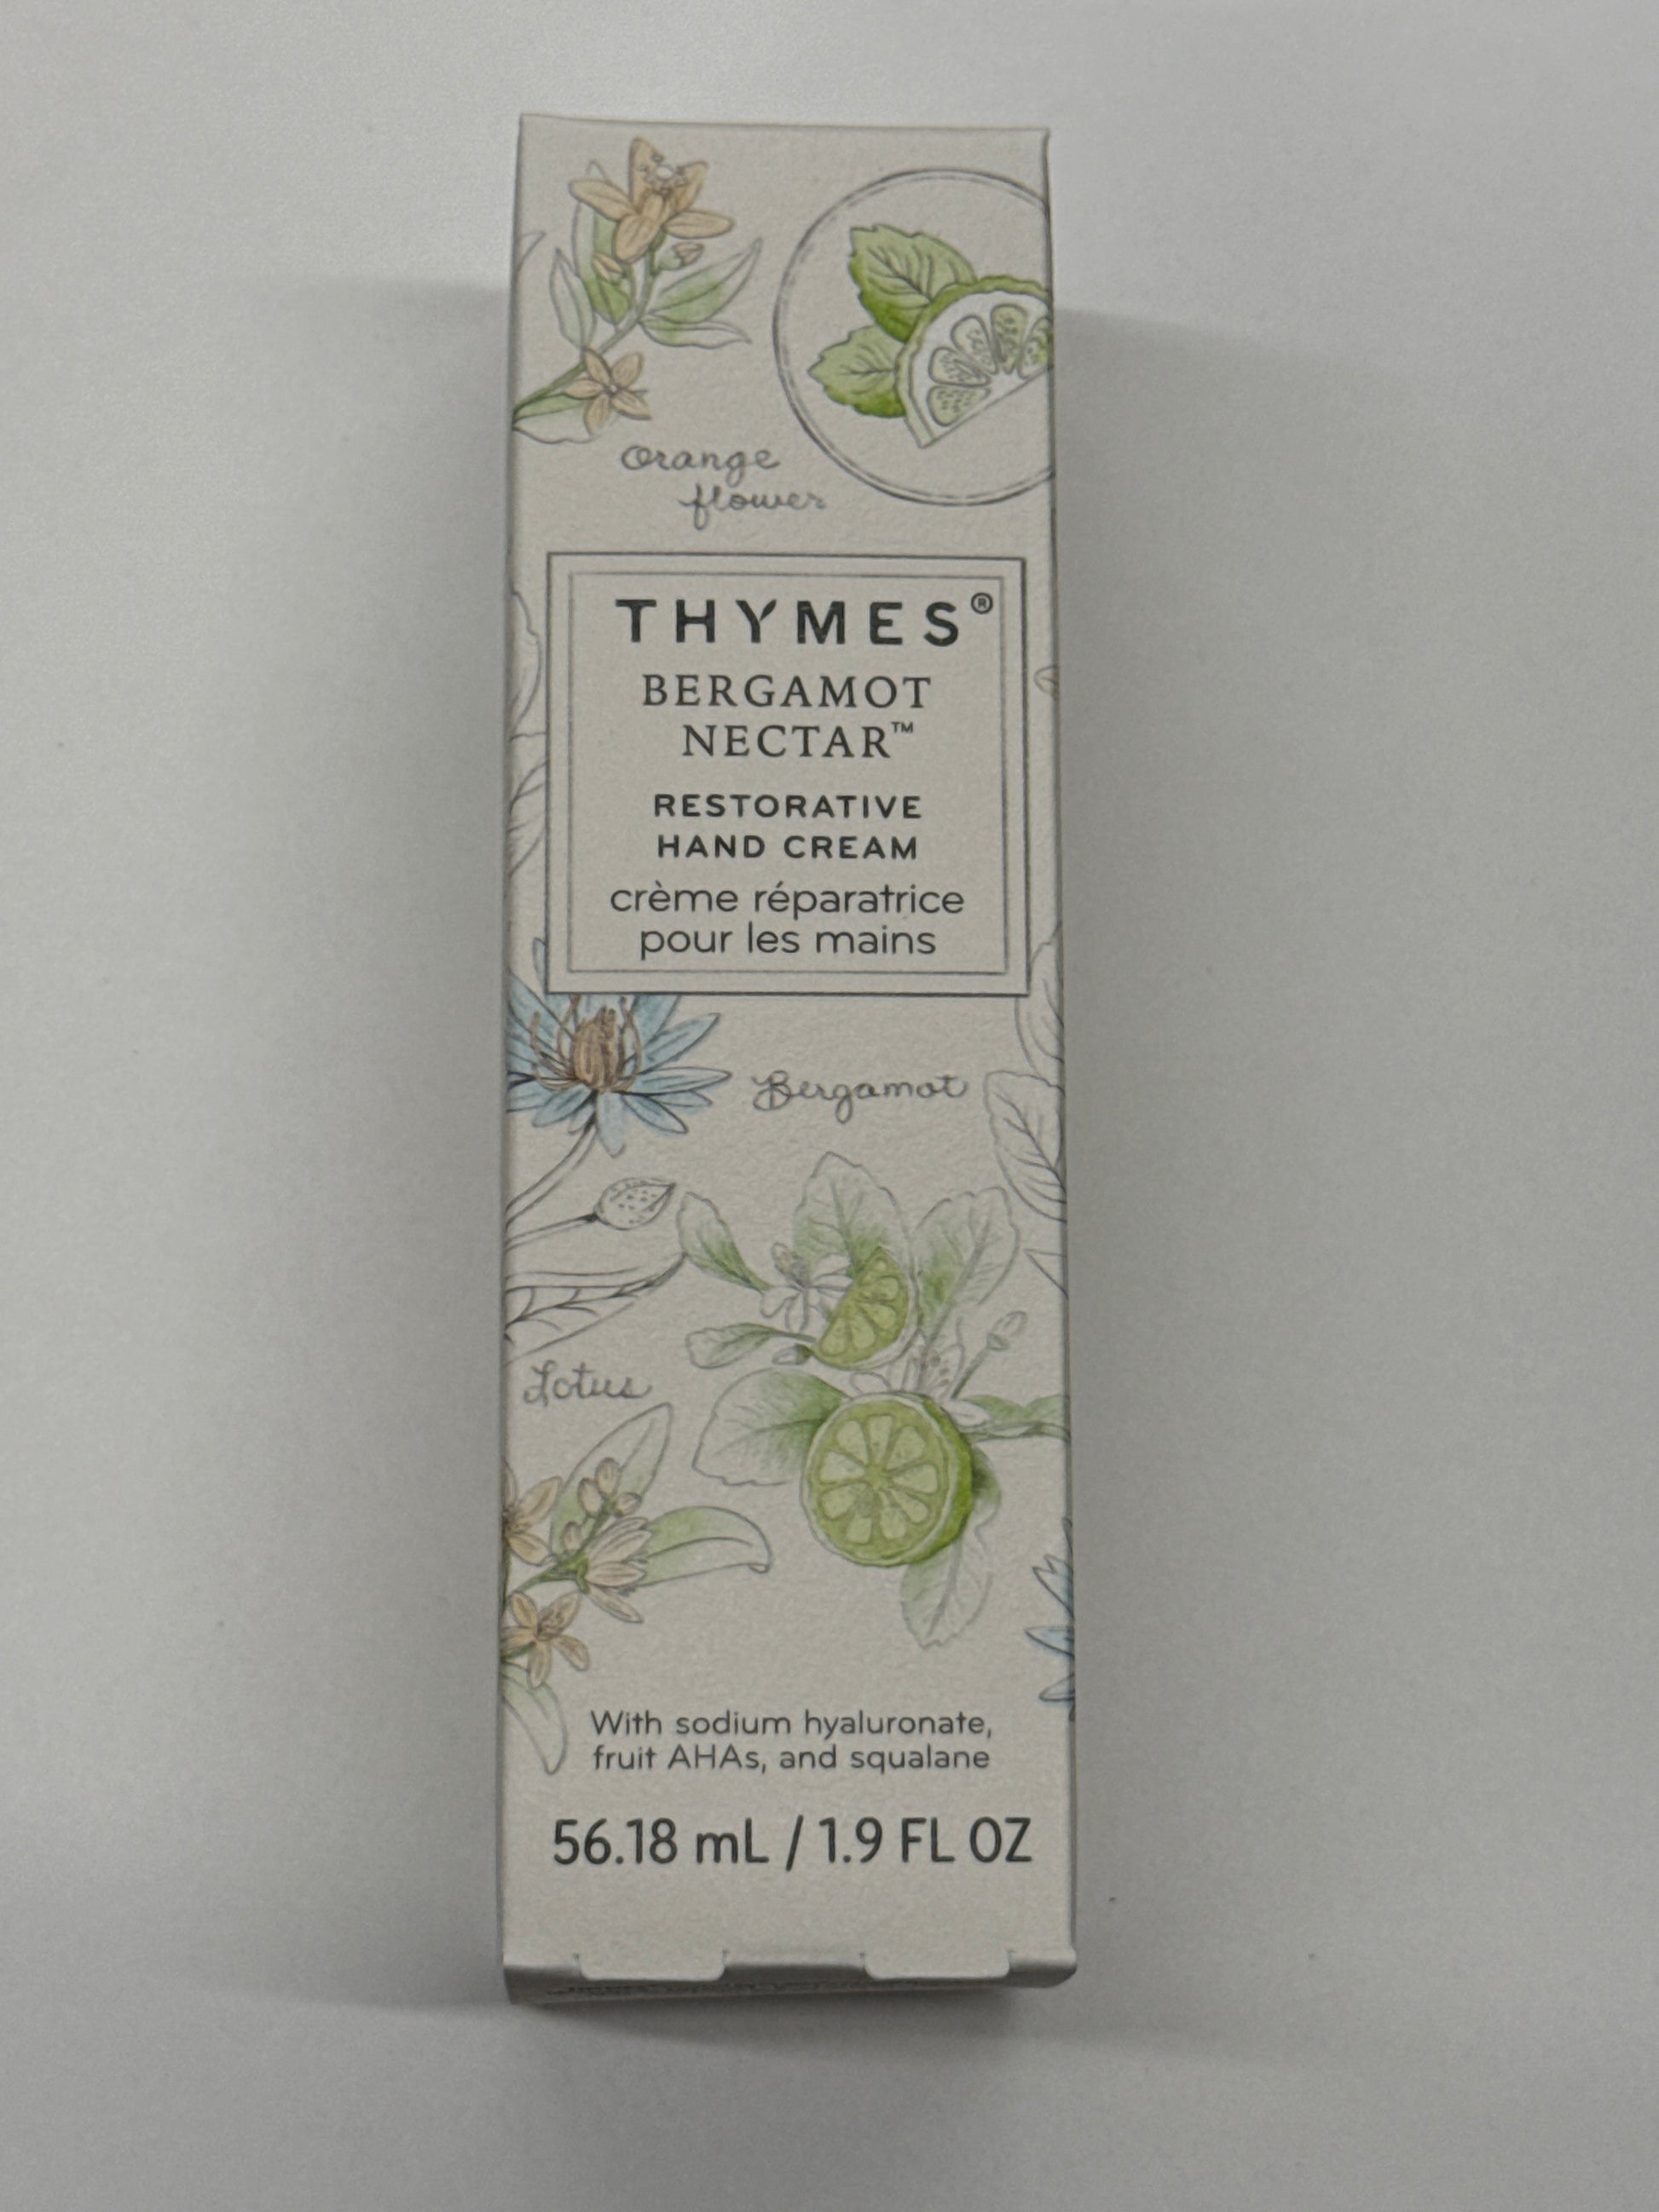 Orange
flower
THYMES®
BERGAMOT
NECTAR™
RESTORATIVE
HAND CREAM
crème réparatrice
pour les mains
Bergamot
Lotus
With sodium hyaluronate,
fruit AHAs, and squalane
56.18 mL / 1.9 FL OZ